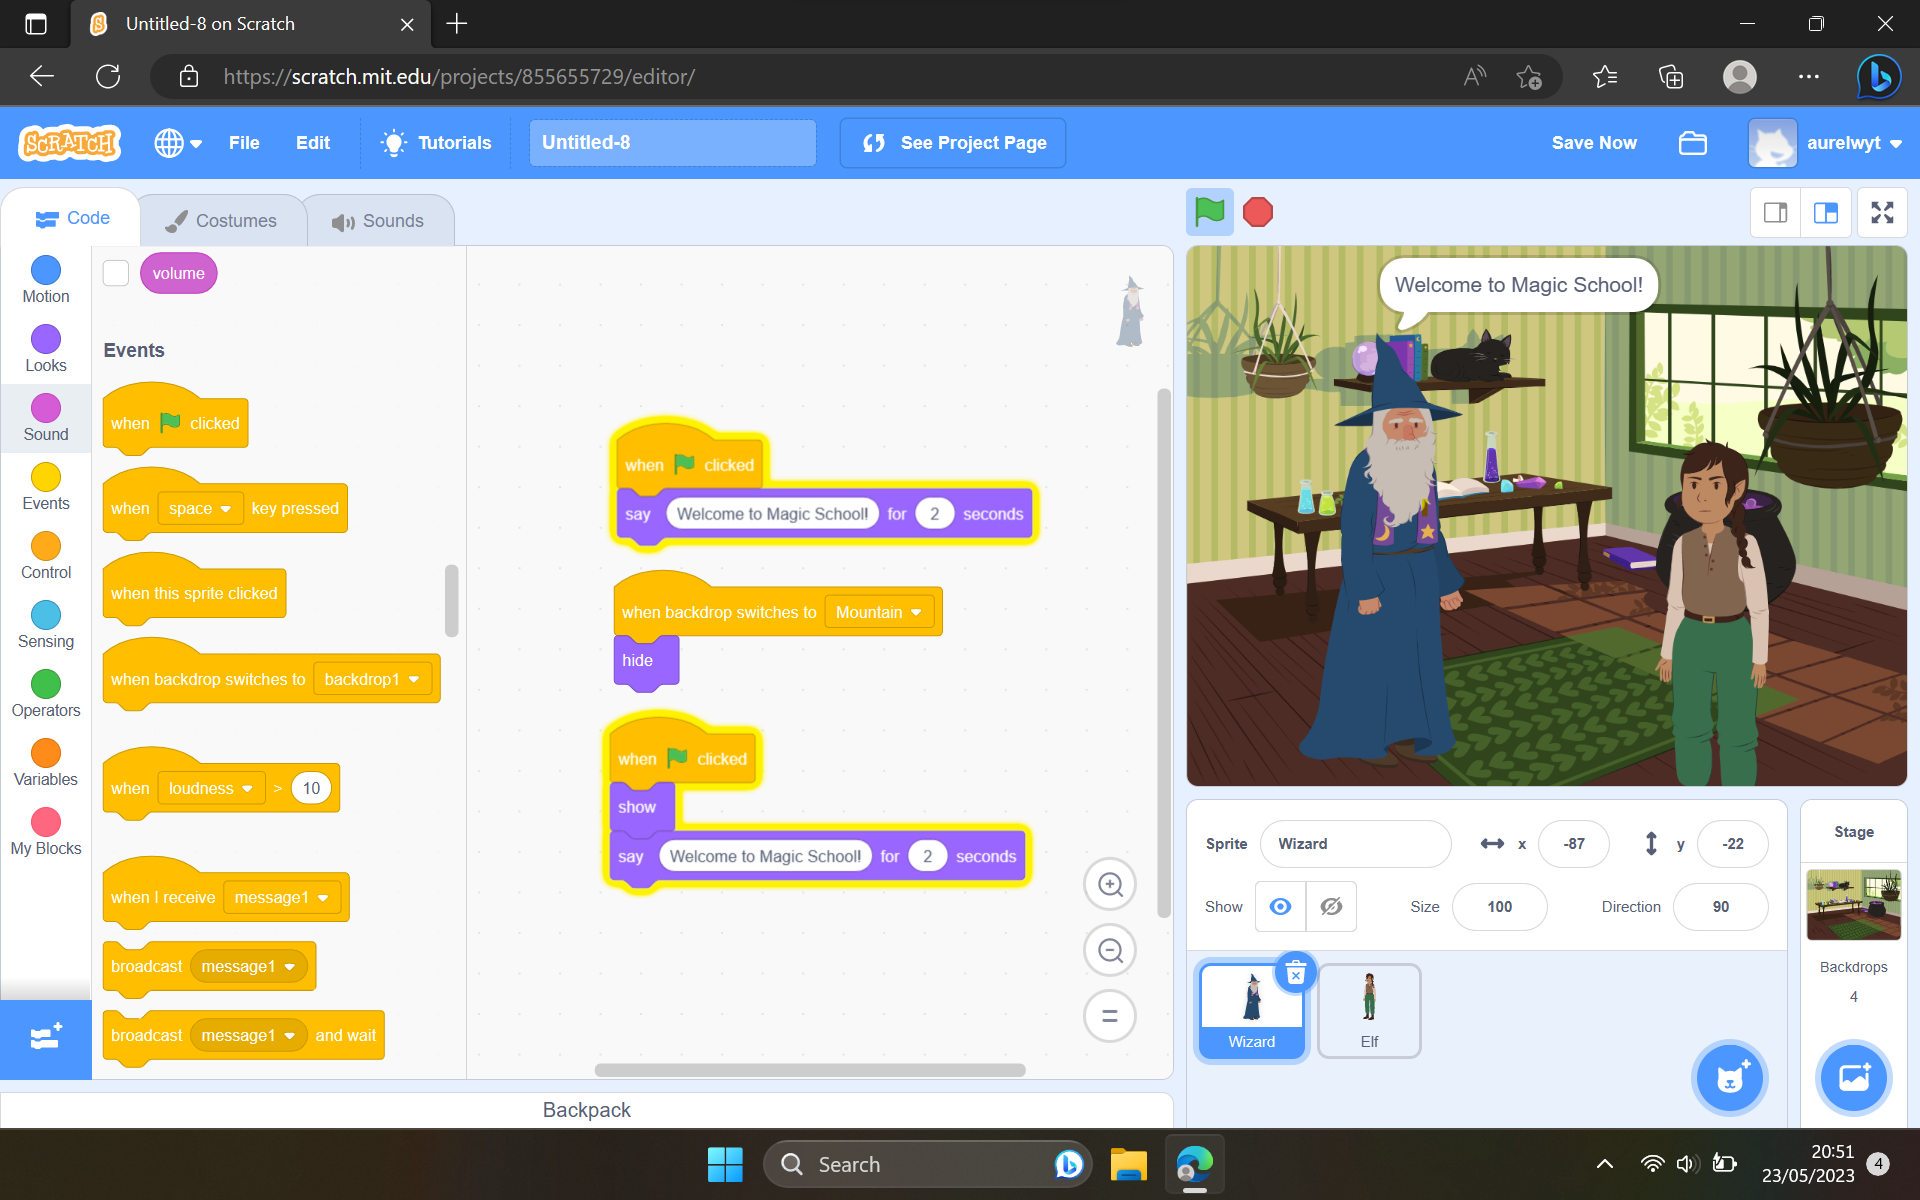 Untitled-8 on Scratch
https://scratch.mit.edu/projects/855655729/editor/
SCRATCH
File
Edit
Tutorials
Untitled-8
See Project Page
Save Now
aurelwyt
Code
Costumes
Sounds
Motion
Looks
Sound
Events
Control
Sensing
Operators
Variables
My Blocks
volume
Events
when clicked
when space key pressed
when this sprite clicked
when backdrop switches to backdrop1
when loudness > 10
when I receive message1
broadcast message1
broadcast message1 and wait
when clicked
say Welcome to Magic School! for 2 seconds
when backdrop switches to Mountain
hide
when clicked
show
say Welcome to Magic School! for 2 seconds
Backpack
Welcome to Magic School!
Sprite Wizard x -87 y -22
Show Size 100 Direction 90
Wizard
Elf
Stage
Backdrops
4
Search
20:51
23/05/2023
4